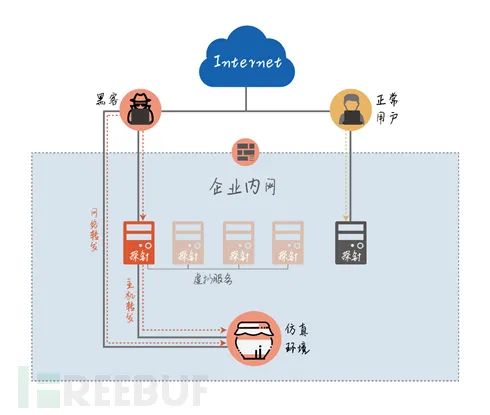 Internet
黑客
正常
用户
企业内网
网络转发
探针
探针
探针
探针
探针
虚拟服务
主机转发
仿真
环境
FREEBUF